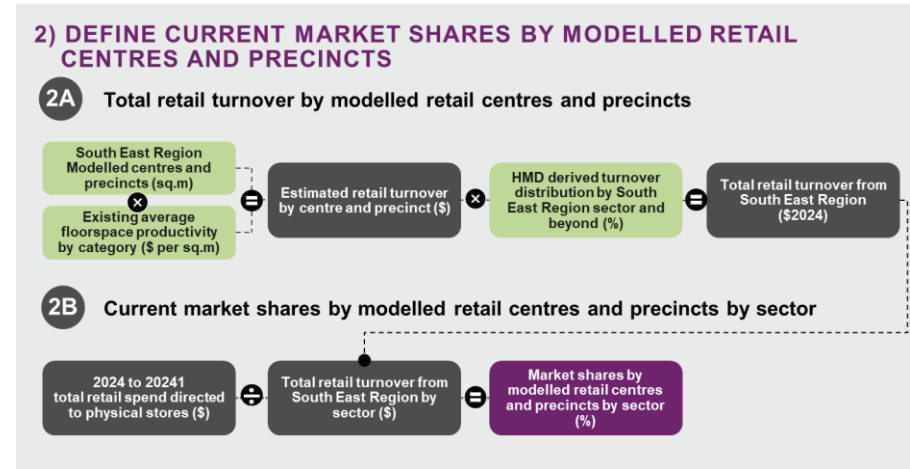 2) DEFINE CURRENT MARKET SHARES BY MODELLED RETAIL
CENTRES AND PRECINCTS
2A
Total retail turnover by modelled retail centres and precincts
South East Region
Modelled centres and
precincts (sq.m)
×
Existing average
floorspace productivity
by category ($ per sq.m)
=
Estimated retail turnover
by centre and precinct ($)
×
HMD derived turnover
distribution by South
East Region sector and
beyond (%)
=
Total retail turnover from
South East Region
($2024)
2B
Current market shares by modelled retail centres and precincts by sector
2024 to 20241
total retail spend directed
to physical stores ($)
÷
Total retail turnover from
South East Region by
sector ($)
=
Market shares by
modelled retail centres
and precincts by sector
(%)